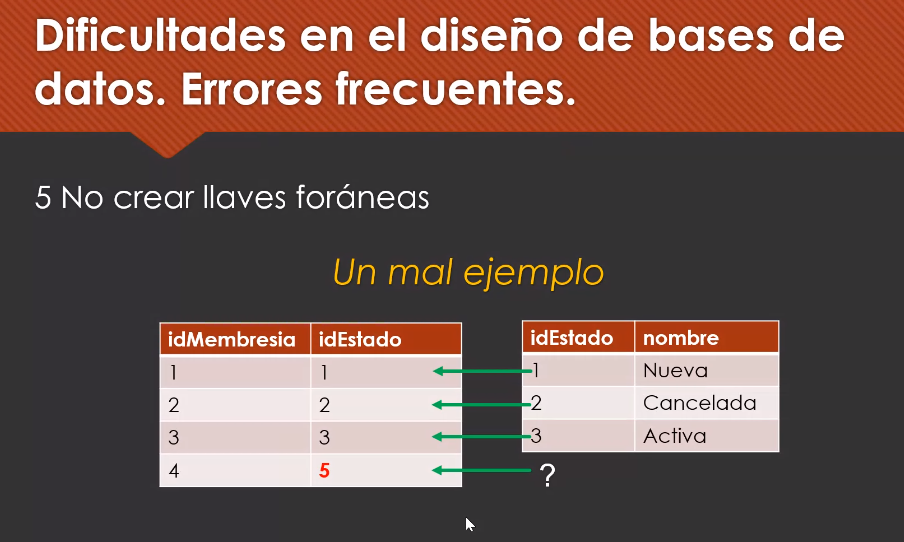 Dificultades en el diseño de bases de
datos. Errores frecuentes.
5 No crear llaves foráneas
Un mal ejemplo
idMembresia idEstado
1 1
2 2
3 3
4 5
idEstado nombre
1 Nueva
2 Cancelada
3 Activa
?